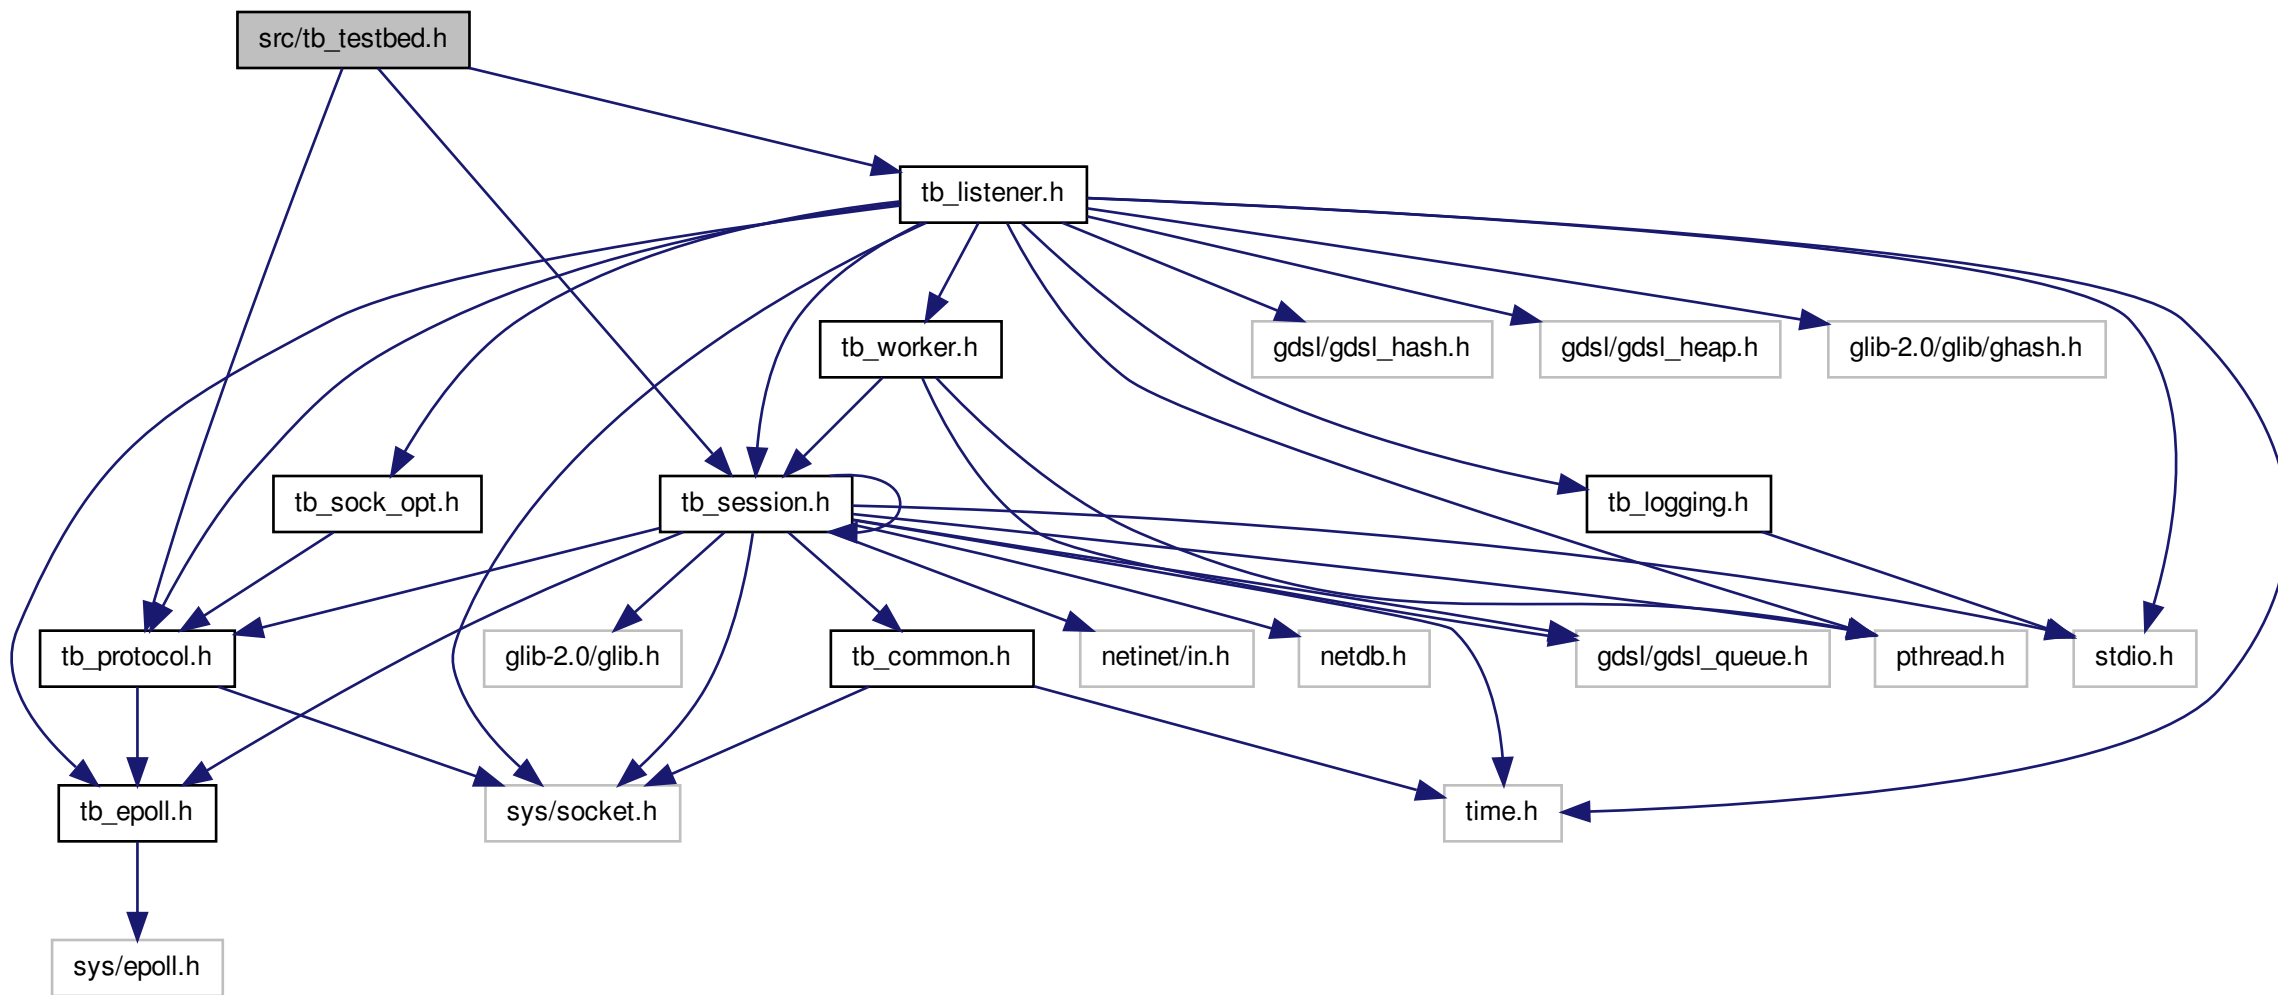 src/tb_testbed.h
tb_listener.h
tb_worker.h
gdsl/gdsl_hash.h
gdsl/gdsl_heap.h
glib-2.0/glib/ghash.h
tb_sock_opt.h
tb_session.h
tb_logging.h
tb_protocol.h
glib-2.0/glib.h
tb_common.h
netinet/in.h
netdb.h
gdsl/gdsl_queue.h
pthread.h
stdio.h
tb_epoll.h
sys/socket.h
time.h
sys/epoll.h